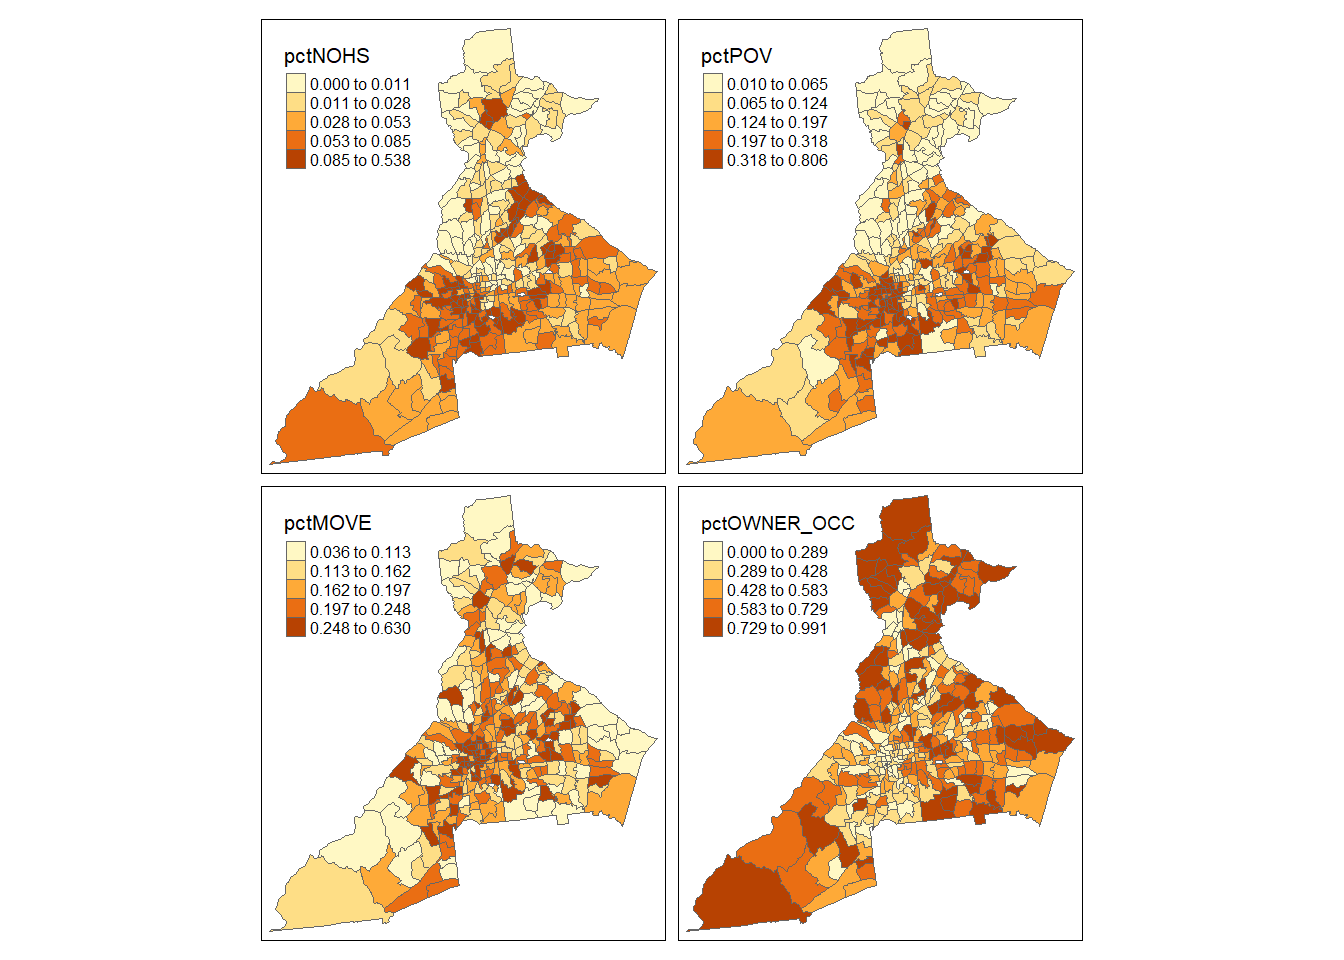 pctNOHS
0.000 to 0.011
0.011 to 0.028
0.028 to 0.053
0.053 to 0.085
0.085 to 0.538
pctPOV
0.010 to 0.065
0.065 to 0.124
0.124 to 0.197
0.197 to 0.318
0.318 to 0.806
pctMOVE
0.036 to 0.113
0.113 to 0.162
0.162 to 0.197
0.197 to 0.248
0.248 to 0.630
pctOWNER_OCC
0.000 to 0.289
0.289 to 0.428
0.428 to 0.583
0.583 to 0.729
0.729 to 0.991